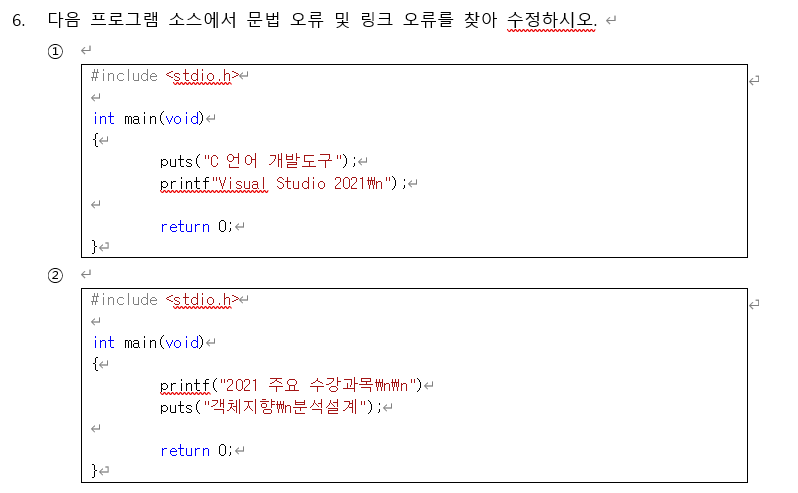 6. 다음 프로그램 소스에서 문법 오류 및 링크 오류를 찾아 수정하시오.
①
#include <stdio.h>
int main(void)
{
puts("C 언어 개발도구");
printf"Visual Studio 2021₩n");
return 0;
}
②
#include <stdio.h>
int main(void)
{
printf("2021 주요 수강과목₩n₩n")
puts("객체지향₩n분석설계");
return 0;
}